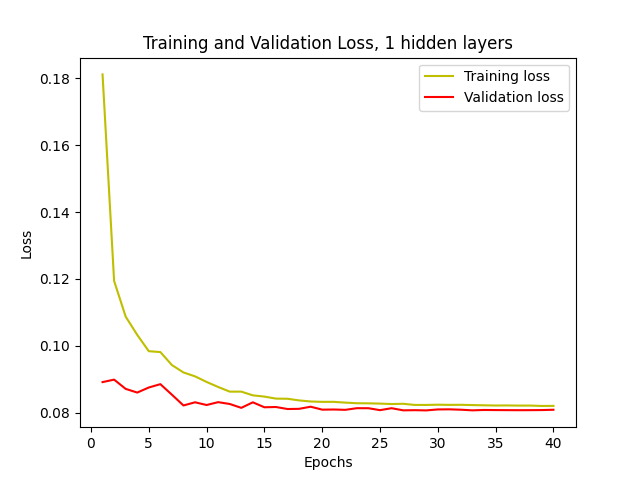 Training and Validation Loss, 1 hidden layers
Training loss
Validation loss
0.18
0.16
0.14
0.12
0.10
0.08
Loss
0 5 10 15 20 25 30 35 40
Epochs